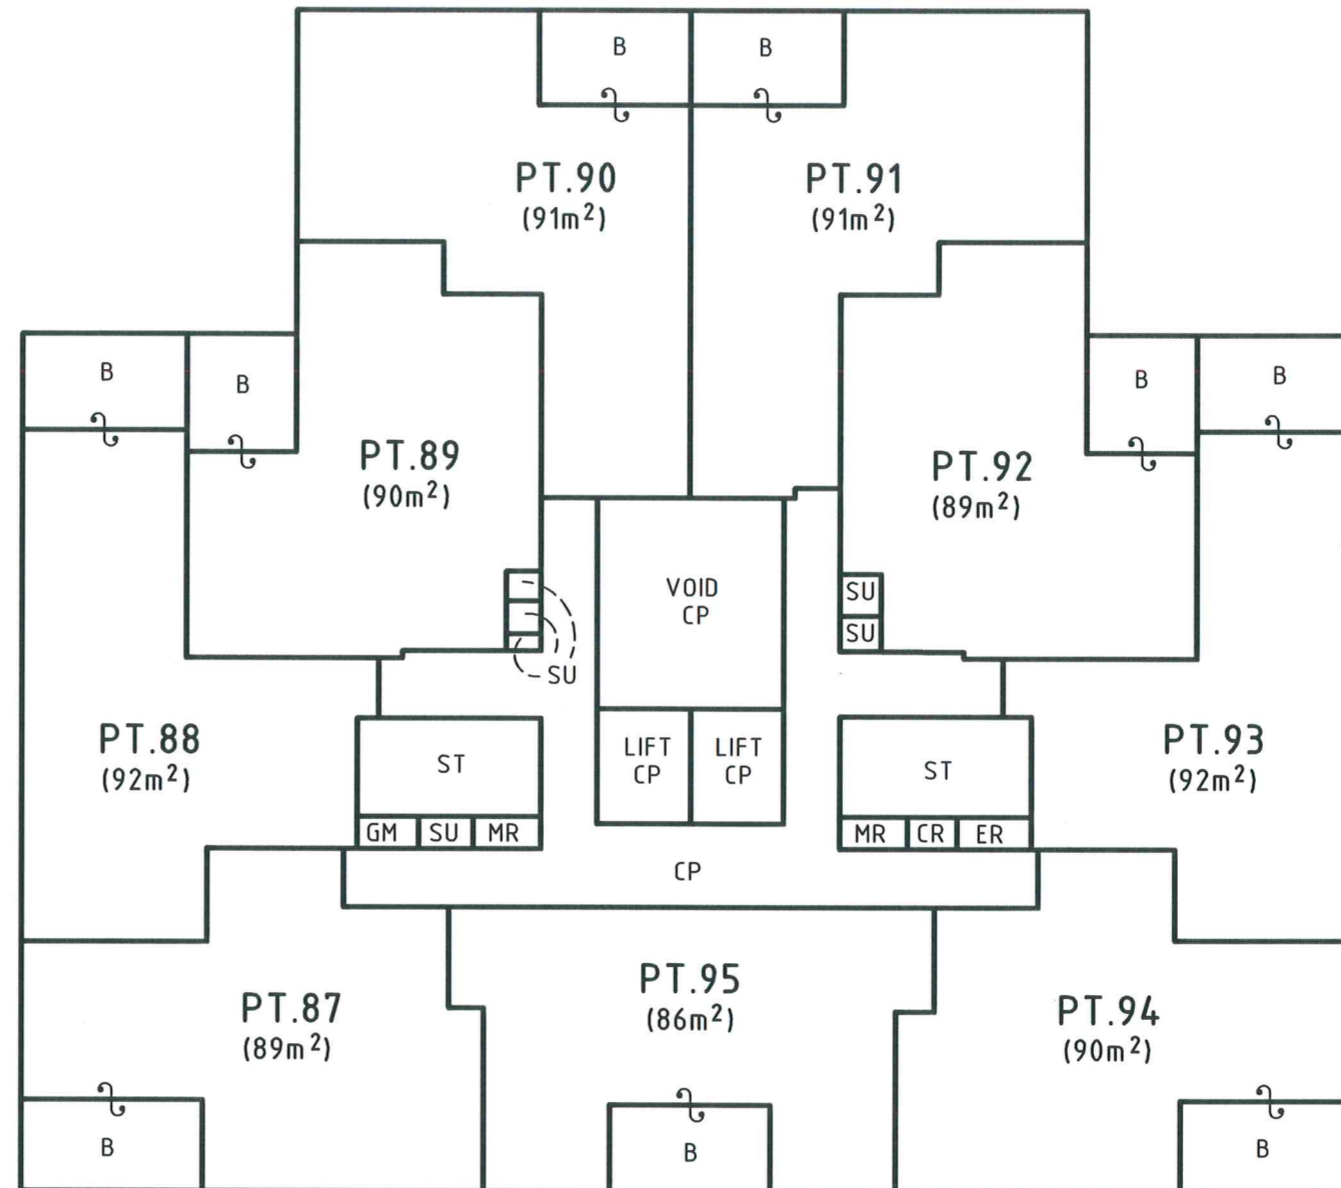 B
B
PT.90
(91m²)
PT.91
(91m²)
B
B
B
B
PT.89
(90m²)
PT.92
(89m²)
VOID
CP
SU
SU
SU
PT.88
(92m²)
ST
LIFT
CP
LIFT
CP
ST
PT.93
(92m²)
GM
SU
MR
MR
CR
ER
CP
PT.87
(89m²)
PT.95
(86m²)
PT.94
(90m²)
B
B
B